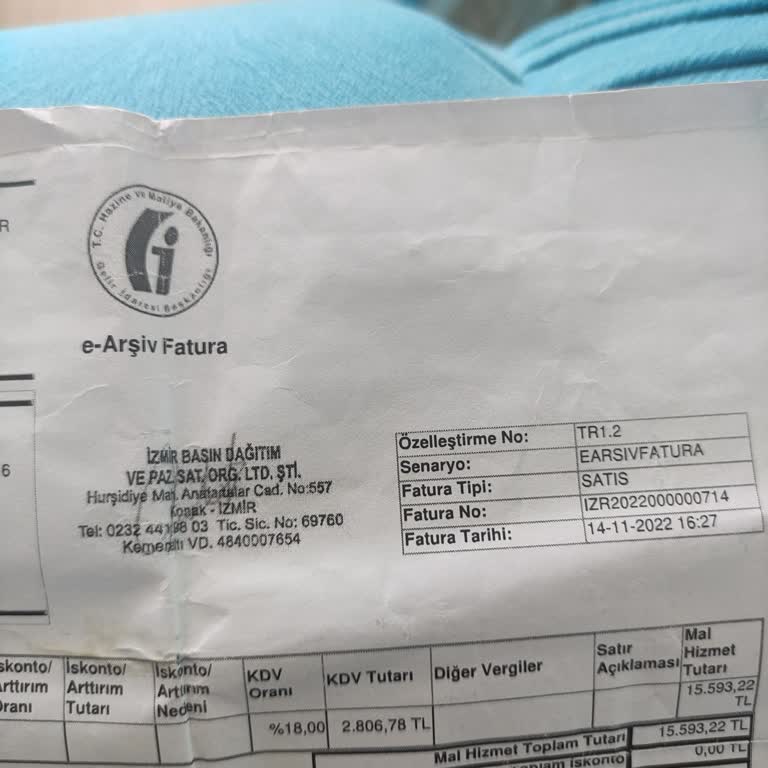 R
T.C. Hazine Ve Maliye Bakanlığı
Gelir İdaresi Başkanlığı
e-Arşiv Fatura
6
İZMİR BASIN DAĞITIM
VE PAZ.SAT. ORG. LTD. ŞTİ.
Hurşidiye Mah. Anafartalar Cad. No:557
Konak - İZMİR
Tel: 0232 441 98 03 Tic. Sic. No: 69760
Kemeraltı VD. 4840007654
Özelleştirme No: TR1.2
Senaryo: EARSIVFATURA
Fatura Tipi: SATIS
Fatura No: IZR2022000000714
Fatura Tarihi: 14-11-2022 16:27
skonto/ Arttırım Oranı
İskonto/ Arttırım Tutarı
İskonto/ Arttırım Nedeni
KDV Oranı
KDV Tutarı
Diğer Vergiler
Satır Açıklaması
Mal Hizmet Tutarı
%18,00 2.806,78 TL 15.593,22 TL
Mal Hizmet Toplam Tutarı 15.593,22 TL
Toplam İskonto 0,00 TL